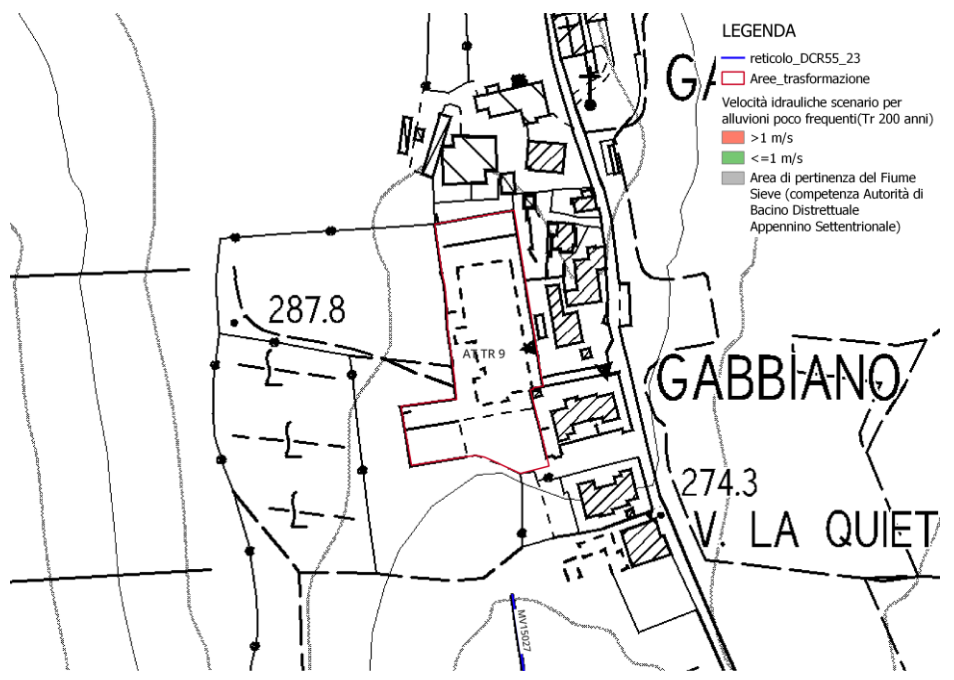 LEGENDA
reticolo_DCR55_23
Aree_trasformazione
Velocità idrauliche scenario per
alluvioni poco frequenti(Tr 200 anni)
>1 m/s
<=1 m/s
Area di pertinenza del Fiume
Sieve (competenza Autorità di
Bacino Distrettuale
Appennino Settentrionale)
GA
287.8
AT TR 9
GABBIANO
274.3
V. LA QUIET
MV15027